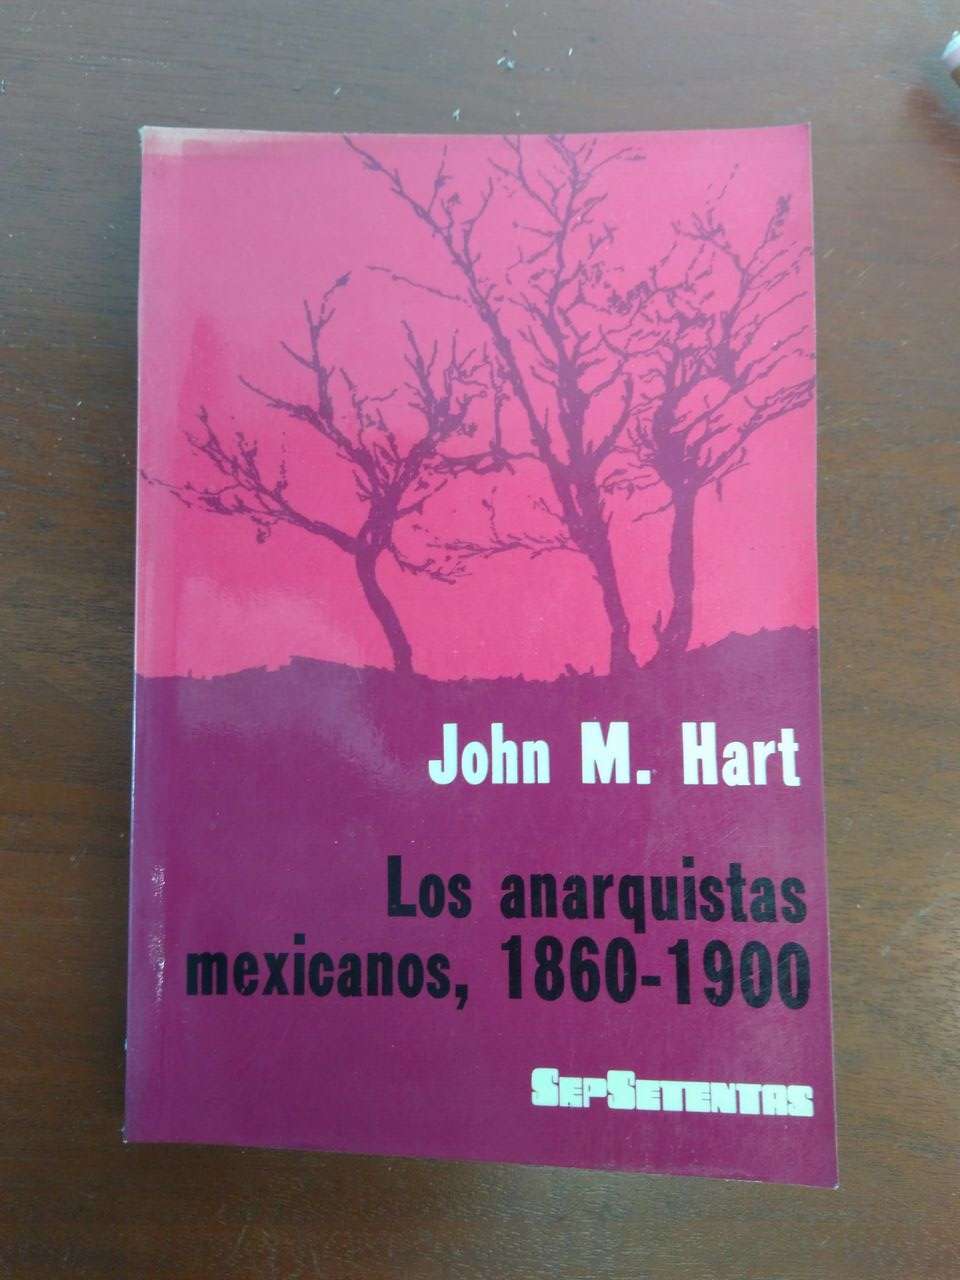 John M. Hart
Los anarquistas
mexicanos, 1860-1900
SEPSETENTAS